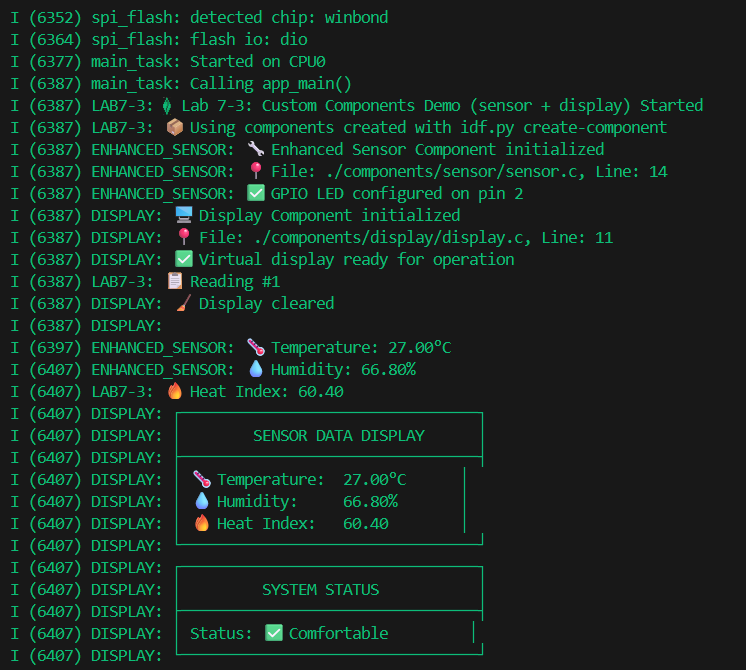 I (6352) spi_flash: detected chip: winbond
I (6364) spi_flash: flash io: dio
I (6377) main_task: Started on CPU0
I (6387) main_task: Calling app_main()
I (6387) LAB7-3: Lab 7-3: Custom Components Demo (sensor + display) Started
I (6387) LAB7-3: 📦 Using components created with idf.py create-component
I (6387) ENHANCED_SENSOR: 🔧 Enhanced Sensor Component initialized
I (6387) ENHANCED_SENSOR: 📍 File: ./components/sensor/sensor.c, Line: 14
I (6387) ENHANCED_SENSOR: ✅ GPIO LED configured on pin 2
I (6387) DISPLAY: 🖥️ Display Component initialized
I (6387) DISPLAY: 📍 File: ./components/display/display.c, Line: 11
I (6387) DISPLAY: ✅ Virtual display ready for operation
I (6387) LAB7-3: 📋 Reading #1
I (6387) DISPLAY: 🧹 Display cleared
I (6387) DISPLAY:
I (6397) ENHANCED_SENSOR: 🌡️ Temperature: 27.00°C
I (6407) ENHANCED_SENSOR: 💧 Humidity: 66.80%
I (6407) LAB7-3: 🔥 Heat Index: 60.40
I (6407) DISPLAY:
I (6407) DISPLAY: SENSOR DATA DISPLAY
I (6407) DISPLAY:
I (6407) DISPLAY: 🌡️ Temperature: 27.00°C
I (6407) DISPLAY: 💧 Humidity: 66.80%
I (6407) DISPLAY: 🔥 Heat Index: 60.40
I (6407) DISPLAY:
I (6407) DISPLAY:
I (6407) DISPLAY: SYSTEM STATUS
I (6407) DISPLAY:
I (6407) DISPLAY: Status: ✅ Comfortable
I (6407) DISPLAY: